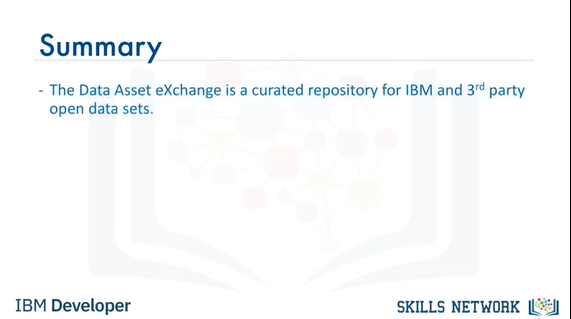 Summary
- The Data Asset eXchange is a curated repository for IBM and 3rd party
open data sets.
IBM Developer
SKILLS NETWORK